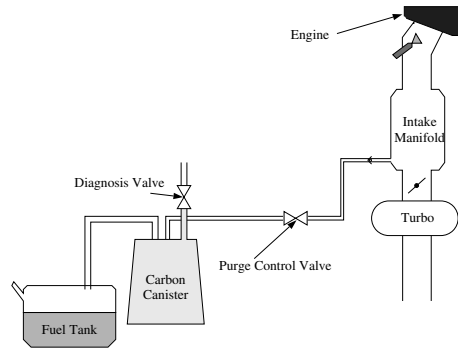 Engine
Intake
Manifold
Diagnosis Valve
Turbo
Purge Control Valve
Carbon
Canister
Fuel Tank